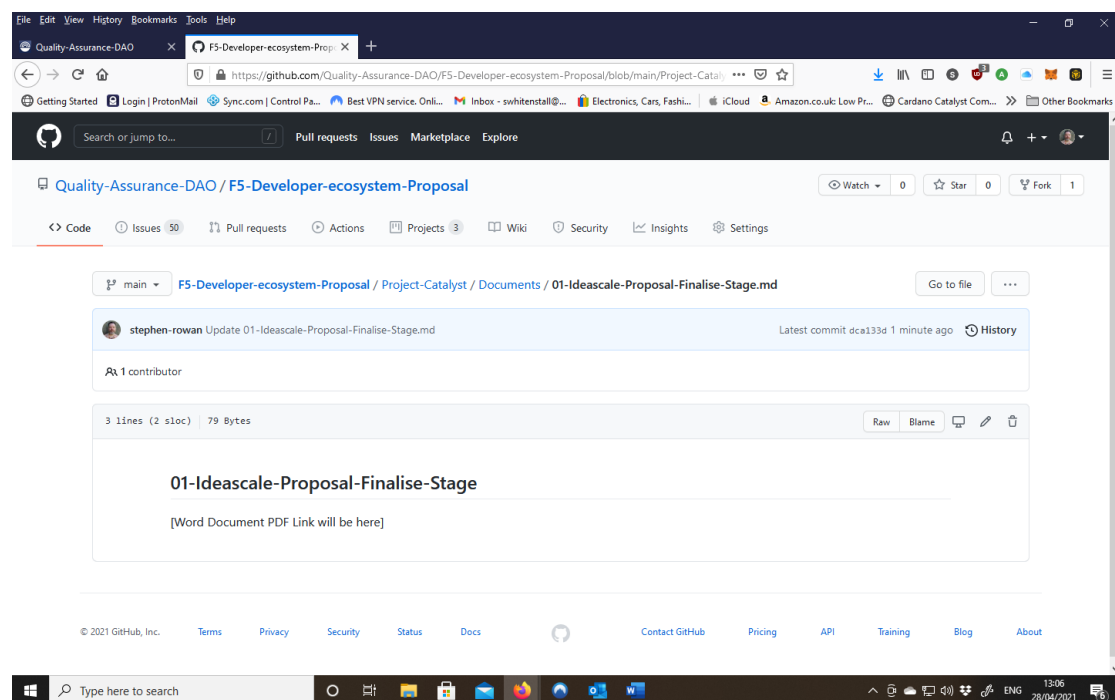 File Edit View History Bookmarks Tools Help
Quality-Assurance-DAO F5-Developer-ecosystem-Prop
https://github.com/Quality-Assurance-DAO/F5-Developer-ecosystem-Proposal/blob/main/Project-Cataly
Getting Started Login | ProtonMail Sync.com | Control Pa... Best VPN service. Onli... Inbox - swhitenstall@... Electronics, Cars, Fashi... iCloud Amazon.co.uk: Low Pr... Cardano Catalyst Com... Other Bookmarks
Search or jump to... / Pull requests Issues Marketplace Explore
Quality-Assurance-DAO / F5-Developer-ecosystem-Proposal Watch 0 Star 0 Fork 1
<> Code Issues 50 Pull requests Actions Projects 3 Wiki Security Insights Settings
main F5-Developer-ecosystem-Proposal / Project-Catalyst / Documents / 01-Ideascale-Proposal-Finalise-Stage.md Go to file ...
stephen-rowan Update 01-Ideascale-Proposal-Finalise-Stage.md Latest commit dca133d 1 minute ago History
1 contributor
3 lines (2 sloc) 79 Bytes Raw Blame
01-Ideascale-Proposal-Finalise-Stage
[Word Document PDF Link will be here]
© 2021 GitHub, Inc. Terms Privacy Security Status Docs Contact GitHub Pricing API Training Blog About
Type here to search ENG 13:06
28/04/2021